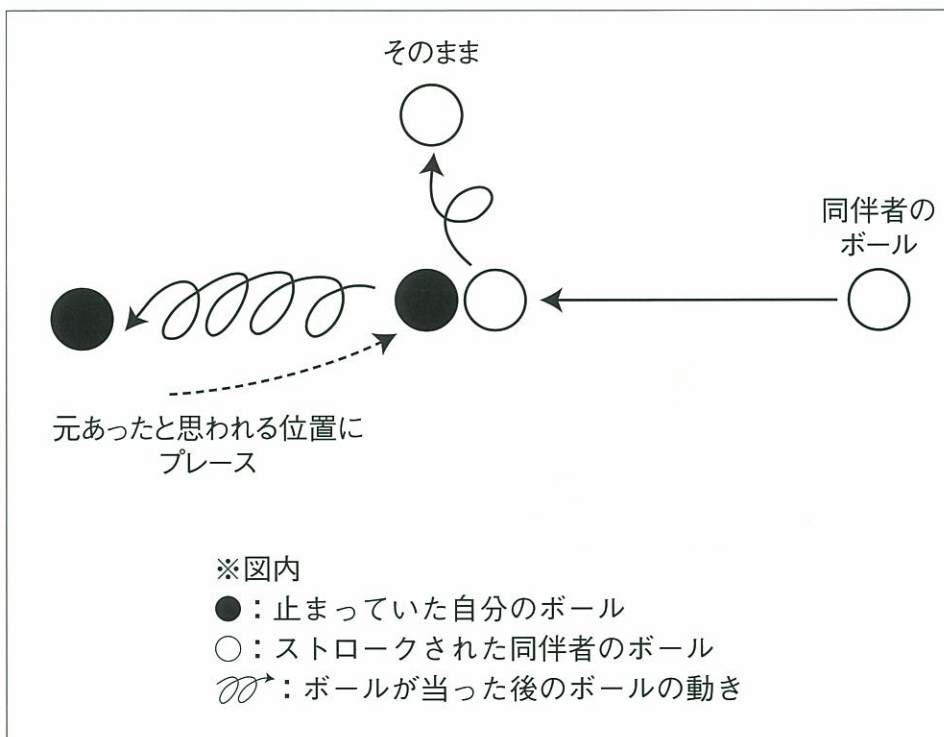 そのまま
同伴者の
ボール
元あったと思われる位置に
プレース
※図内
●：止まっていた自分のボール
○：ストロークされた同伴者のボール
：ボールが当った後のボールの動き